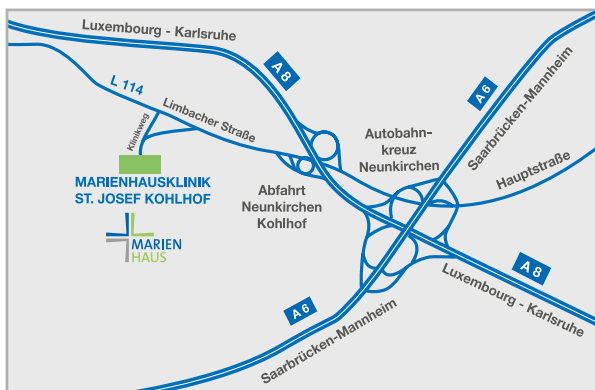 Luxembourg - Karlsruhe
A 8
A 6
Saarbrücken-Mannheim
L 114
Limbacher Straße
Klinikweg
Autobahn-
kreuz
Neunkirchen
Hauptstraße
MARIENHAUSKLINIK
ST. JOSEF KOHLHOF
Abfahrt
Neunkirchen
Kohlhof
MARIEN
HAUS
A 8
Luxembourg - Karlsruhe
A 6
Saarbrücken-Mannheim